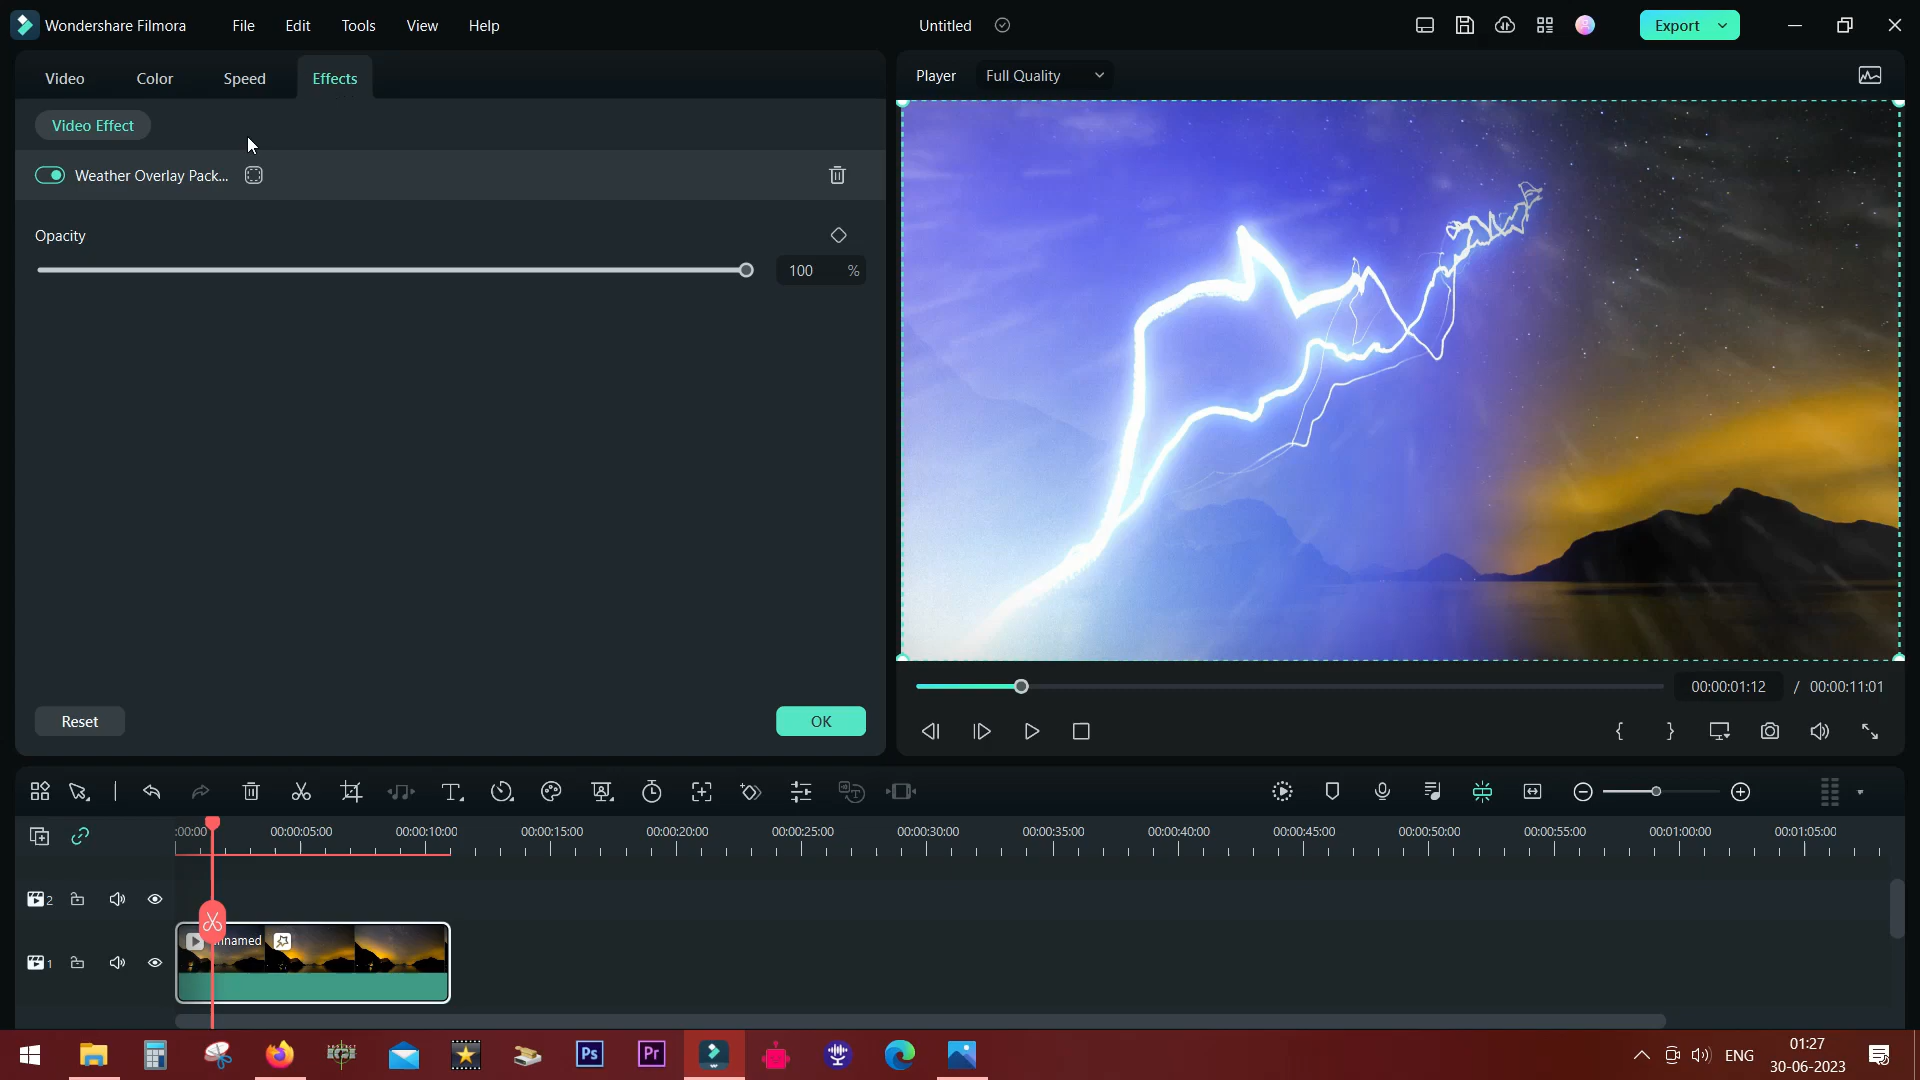 Wondershare Filmora File Edit Tools View Help Untitled Export
Video Color Speed Effects
Player Full Quality
Video Effect
Weather Overlay Pack...
Opacity
100 %
Reset OK
00:00:01:12 / 00:00:11:01
{ }
:00:00 00:00:05:00 00:00:10:00 00:00:15:00 00:00:20:00 00:00:25:00 00:00:30:00 00:00:35:00 00:00:40:00 00:00:45:00 00:00:50:00 00:00:55:00 00:01:00:00 00:01:05:00
2
nnamed
1
Ps Pr ENG
01:27
30-06-2023